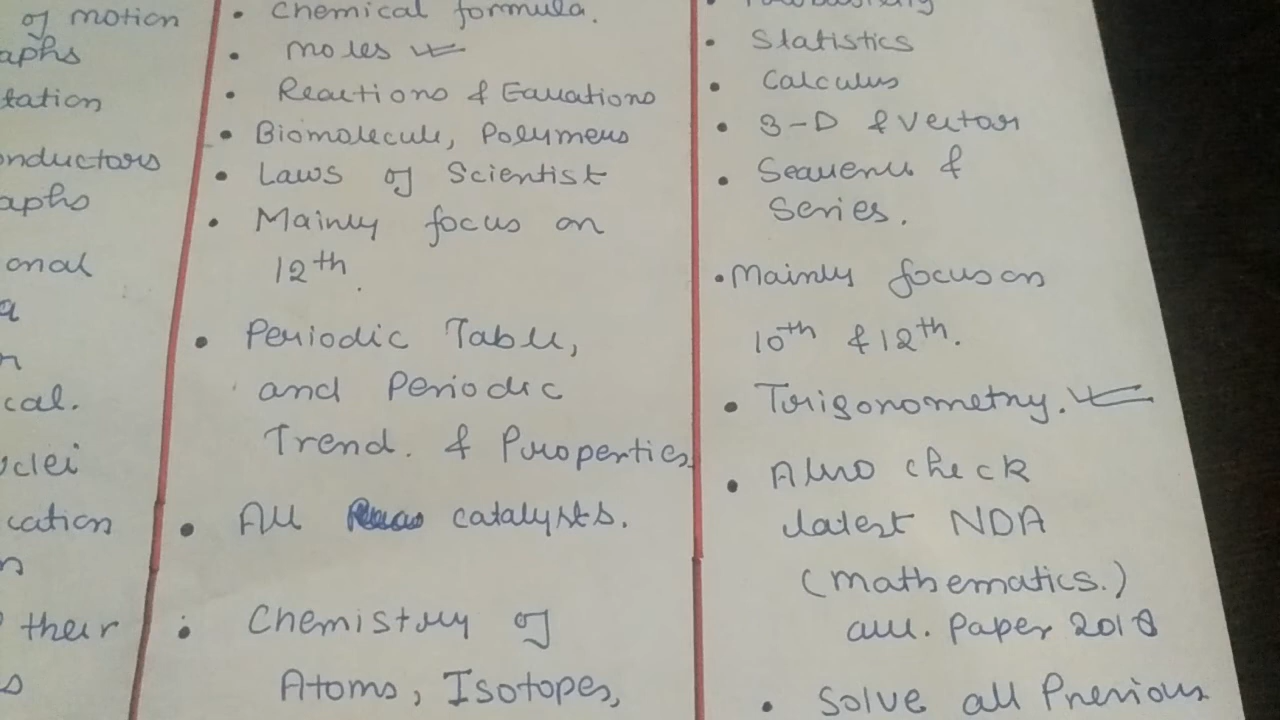 of motion
aphs
tation
onductors
aphs
onal
a
n
cal.
uclei
cation
n
their
s
• Chemical formula.
• moles
• Reactions & Equations
• Biomolecule, Polymers
• Laws of Scientist
• Mainly focus on
12th.
• Periodic Table,
and Periodic
Trend. & Properties
• All catalysts.
• Chemistry of
Atoms, Isotopes,
• Statistics
• Calculus
• 3-D & Vector
• Sequence &
Series.
• Mainly focus on
10th & 12th.
• Trigonometry.
• Also check
latest NDA
(mathematics.)
all. paper 2018
• Solve all Previous